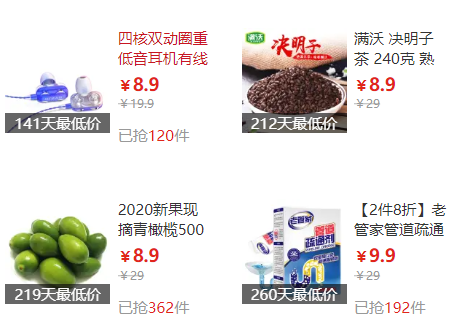 四核双动圈重
低音耳机有线
¥8.9
¥19.9
141天最低价
已抢120件
满沃
决明子
满沃 决明子
茶 240克 熟
¥8.9
¥29
212天最低价
2020新果现
摘青橄榄500
¥8.9
¥29
219天最低价
已抢362件
老管家
管道
疏通剂
【2件8折】老
管家管道疏通
¥9.9
¥29
260天最低价
已抢192件